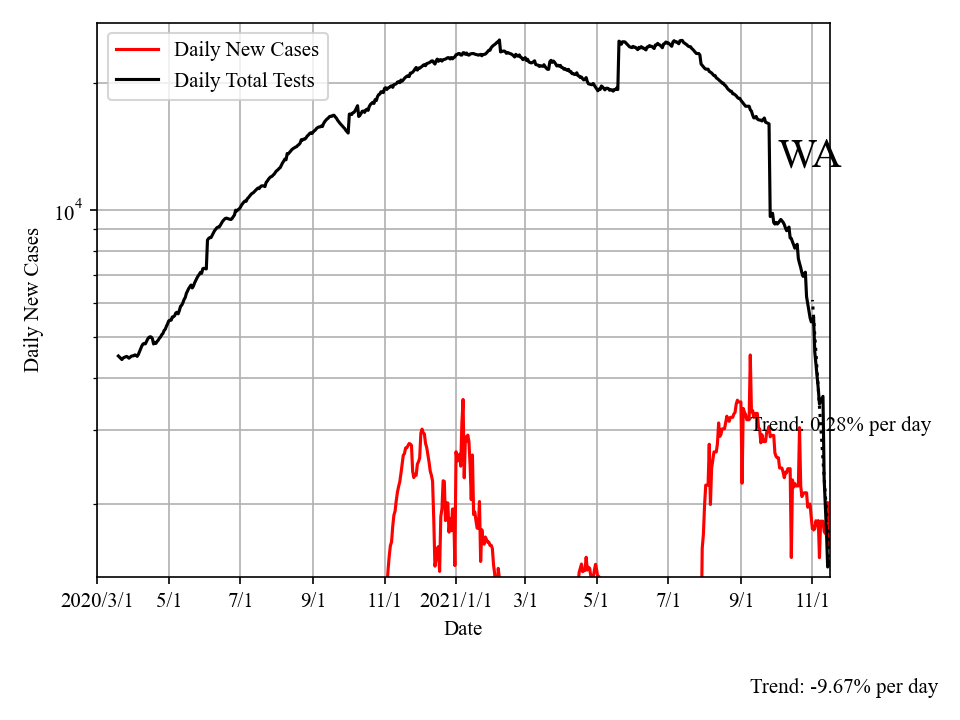 Daily New Cases
Daily Total Tests
WA
10^4
Daily New Cases
Trend: 0.28% per day
2020/3/1 5/1 7/1 9/1 11/1 2021/1/1 3/1 5/1 7/1 9/1 11/1
Date
Trend: -9.67% per day